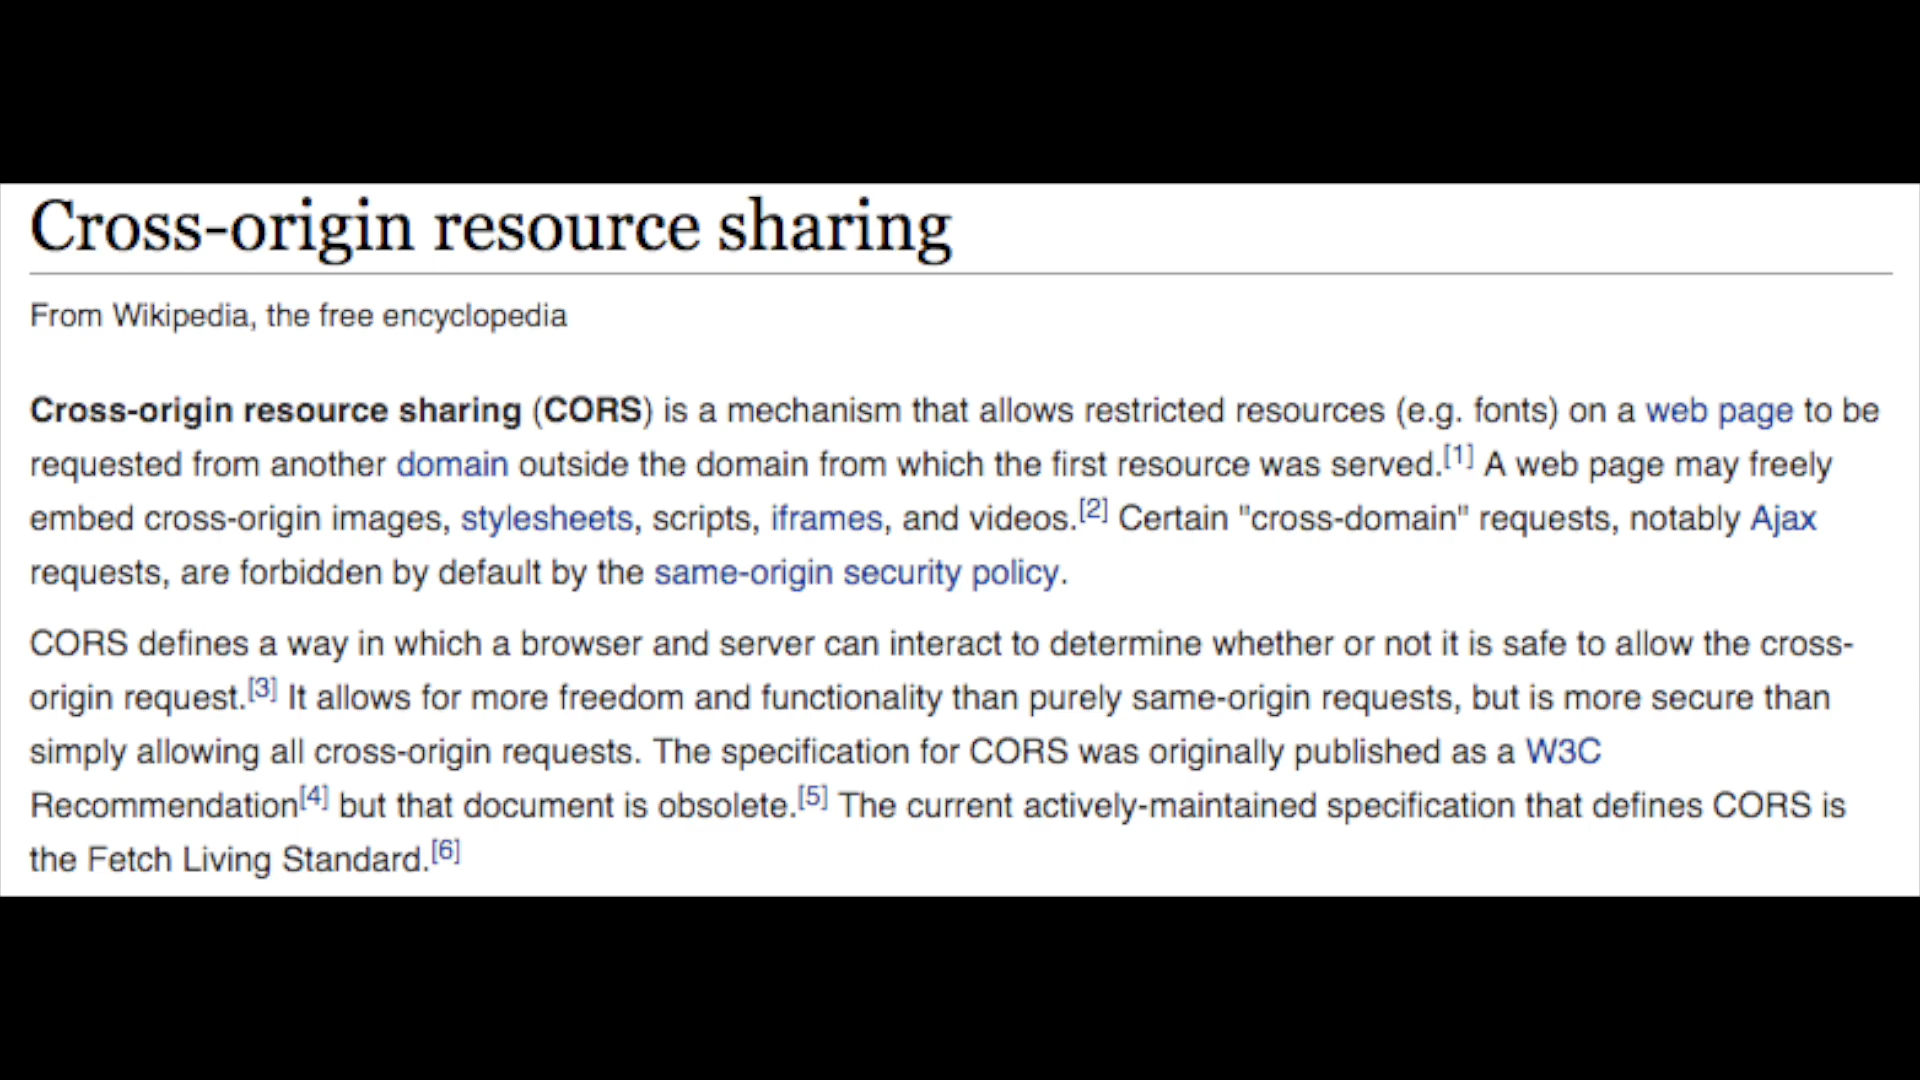 Cross-origin resource sharing
From Wikipedia, the free encyclopedia
Cross-origin resource sharing (CORS) is a mechanism that allows restricted resources (e.g. fonts) on a web page to be
requested from another domain outside the domain from which the first resource was served.[1] A web page may freely
embed cross-origin images, stylesheets, scripts, iframes, and videos.[2] Certain "cross-domain" requests, notably Ajax
requests, are forbidden by default by the same-origin security policy.
CORS defines a way in which a browser and server can interact to determine whether or not it is safe to allow the cross-
origin request.[3] It allows for more freedom and functionality than purely same-origin requests, but is more secure than
simply allowing all cross-origin requests. The specification for CORS was originally published as a W3C
Recommendation[4] but that document is obsolete.[5] The current actively-maintained specification that defines CORS is
the Fetch Living Standard.[6]